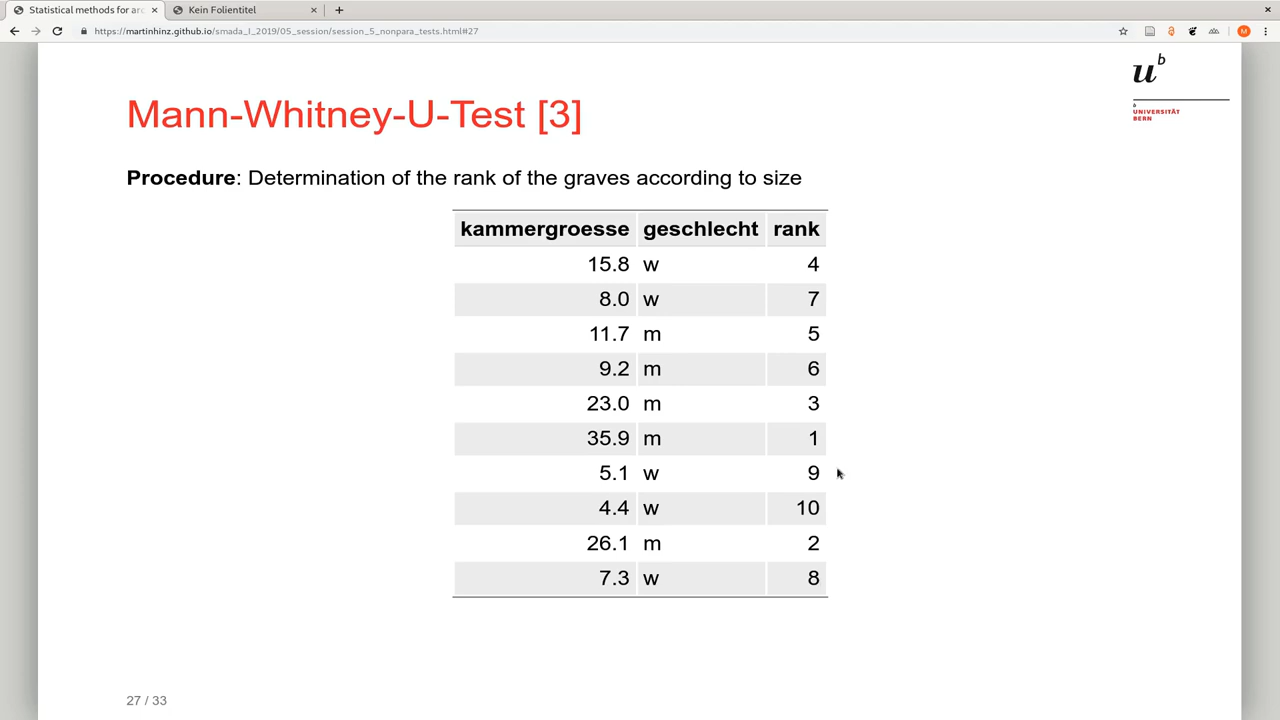 Statistical methods for arc
Kein Folientitel
https://martinhinz.github.io/smada_I_2019/05_session/session_5_nonpara_tests.html#27
M
u b
b
UNIVERSITÄT
BERN
Mann-Whitney-U-Test [3]
Procedure: Determination of the rank of the graves according to size
kammergroesse geschlecht rank
15.8 w 4
8.0 w 7
11.7 m 5
9.2 m 6
23.0 m 3
35.9 m 1
5.1 w 9
4.4 w 10
26.1 m 2
7.3 w 8
27 / 33